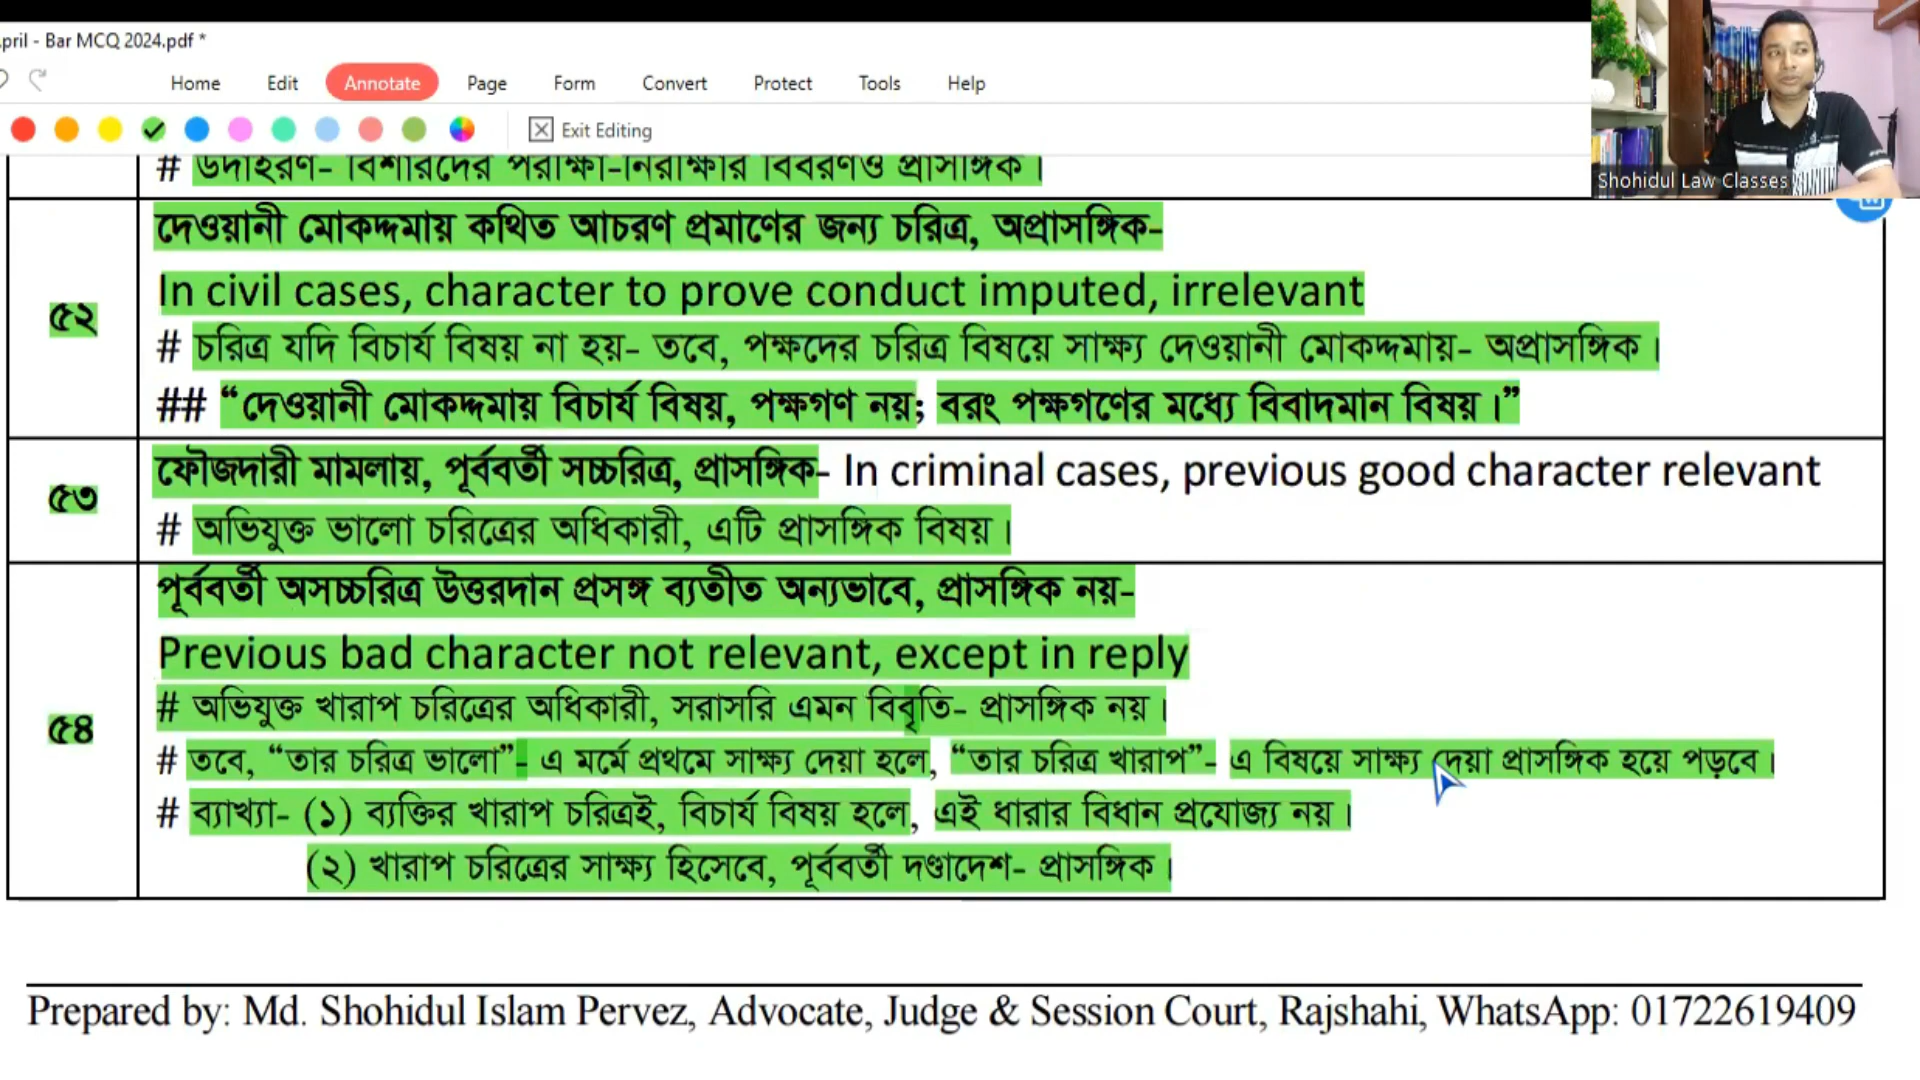 pril - Bar MCQ 2024.pdf *
Home Edit Annotate Page Form Convert Protect Tools Help
Exit Editing
Shohidul Law Classes
# উদাহরণ- বিশারদের পরীক্ষা-নিরীক্ষার বিবরণও প্রাসঙ্গিক।
৫২
দেওয়ানী মোকদ্দমায় কথিত আচরণ প্রমাণের জন্য চরিত্র, অপ্রাসঙ্গিক-
In civil cases, character to prove conduct imputed, irrelevant
# চরিত্র যদি বিচার্য বিষয় না হয়- তবে, পক্ষদের চরিত্র বিষয়ে সাক্ষ্য দেওয়ানী মোকদ্দমায়- অপ্রাসঙ্গিক।
## “দেওয়ানী মোকদ্দমায় বিচার্য বিষয়, পক্ষগণ নয়; বরং পক্ষগণের মধ্যে বিবাদমান বিষয়।”
৫৩
ফৌজদারী মামলায়, পূর্ববর্তী সচ্চরিত্র, প্রাসঙ্গিক- In criminal cases, previous good character relevant
# অভিযুক্ত ভালো চরিত্রের অধিকারী, এটি প্রাসঙ্গিক বিষয়।
৫৪
পূর্ববর্তী অসচ্চরিত্র উত্তরদান প্রসঙ্গ ব্যতীত অন্যভাবে, প্রাসঙ্গিক নয়-
Previous bad character not relevant, except in reply
# অভিযুক্ত খারাপ চরিত্রের অধিকারী, সরাসরি এমন বিবৃতি- প্রাসঙ্গিক নয়।
# তবে, “তার চরিত্র ভালো”- এ মর্মে প্রথমে সাক্ষ্য দেয়া হলে, “তার চরিত্র খারাপ”- এ বিষয়ে সাক্ষ্য দেয়া প্রাসঙ্গিক হয়ে পড়বে।
# ব্যাখ্যা- (১) ব্যক্তির খারাপ চরিত্রই, বিচার্য বিষয় হলে, এই ধারার বিধান প্রযোজ্য নয়।
(২) খারাপ চরিত্রের সাক্ষ্য হিসেবে, পূর্ববর্তী দণ্ডাদেশ- প্রাসঙ্গিক।
Prepared by: Md. Shohidul Islam Pervez, Advocate, Judge & Session Court, Rajshahi, WhatsApp: 01722619409